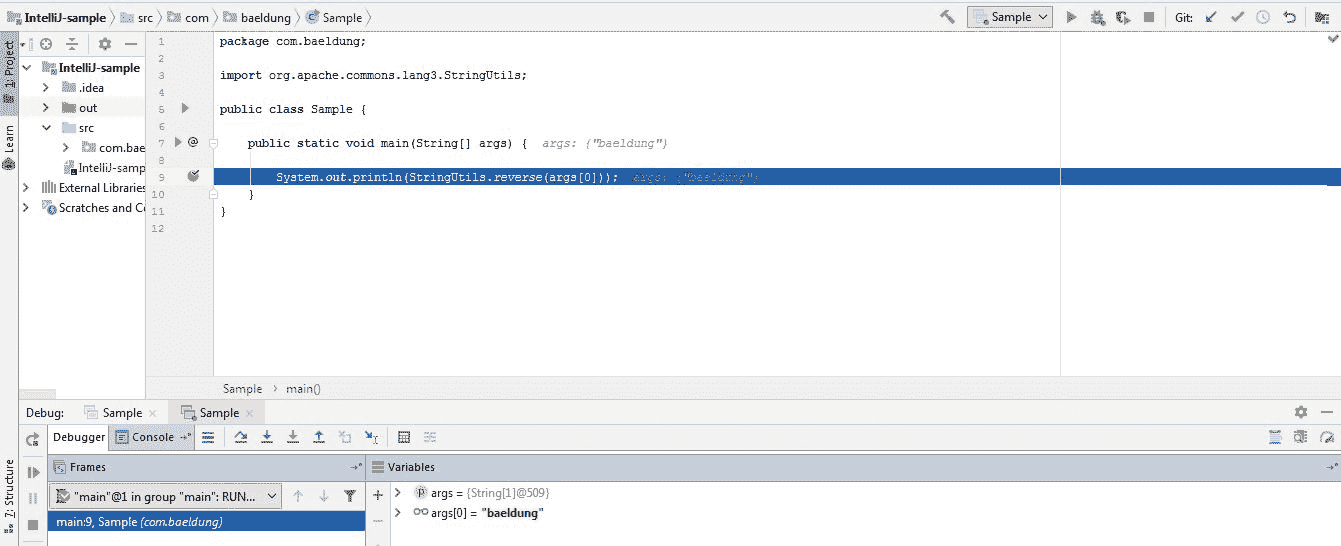 IntelliJ-sample src com baeldung Sample
Sample Git:
1: Project
Learn
7: Structure
IntelliJ-sample
.idea
out
src
com.bae
IntelliJ-samp
External Libraries
Scratches and Co
1 package com.baeldung;
2
3 import org.apache.commons.lang3.StringUtils;
4
5 public class Sample {
6
7 public static void main(String[] args) { args: {"baeldung"}
8
9 System.out.println(StringUtils.reverse(args[0])); args: {"baeldung"}
10 }
11 }
12
Sample main()
Debug: Sample Sample
Debugger Console
Frames Variables
"main"@1 in group "main": RUN...
main:9, Sample (com.baeldung)
args = {String[1]@509}
args[0] = "baeldung"